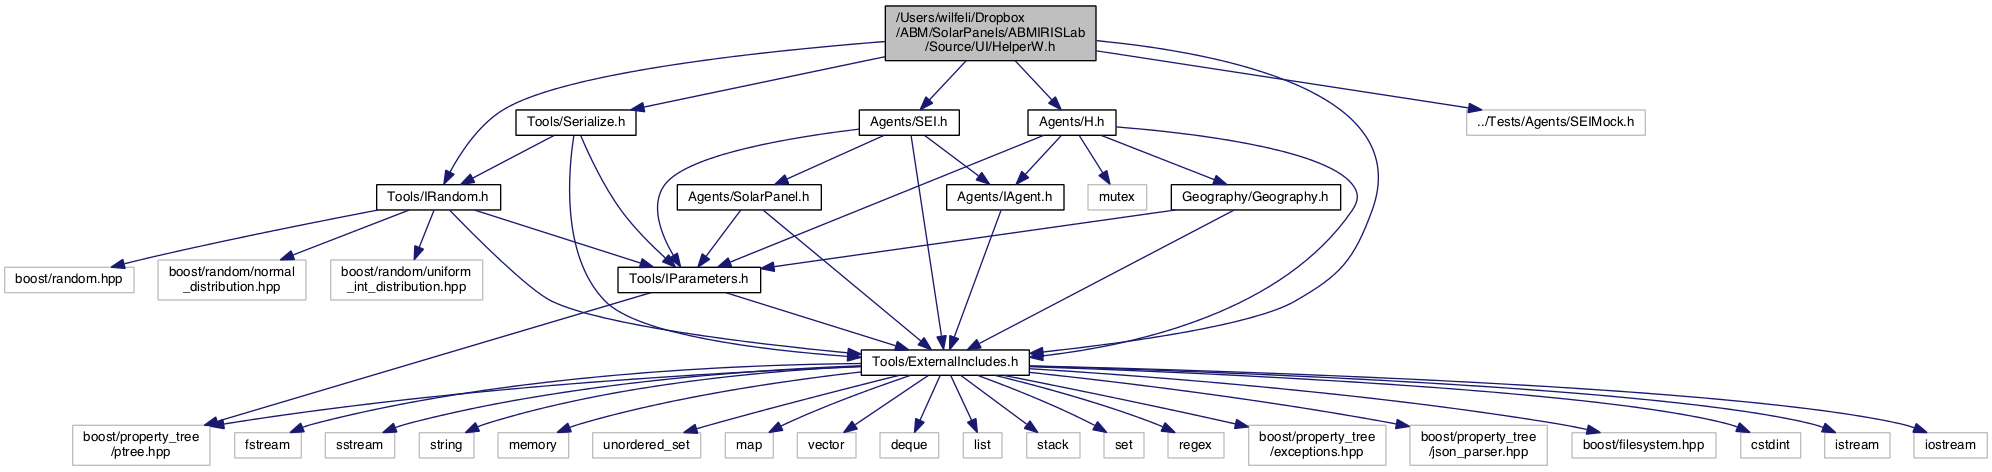 /Users/wilfeli/Dropbox
/ABM/SolarPanels/ABMIRISLab
/Source/UI/HelperW.h
Tools/Serialize.h
Agents/SEI.h
Agents/H.h
../Tests/Agents/SEIMock.h
Tools/IRandom.h
Agents/SolarPanel.h
Agents/IAgent.h
mutex
Geography/Geography.h
boost/random.hpp
boost/random/normal
_distribution.hpp
boost/random/uniform
_int_distribution.hpp
Tools/IParameters.h
Tools/ExternalIncludes.h
boost/property_tree
/ptree.hpp
fstream
sstream
string
memory
unordered_set
map
vector
deque
list
stack
set
regex
boost/property_tree
/exceptions.hpp
boost/property_tree
/json_parser.hpp
boost/filesystem.hpp
cstdint
istream
iostream